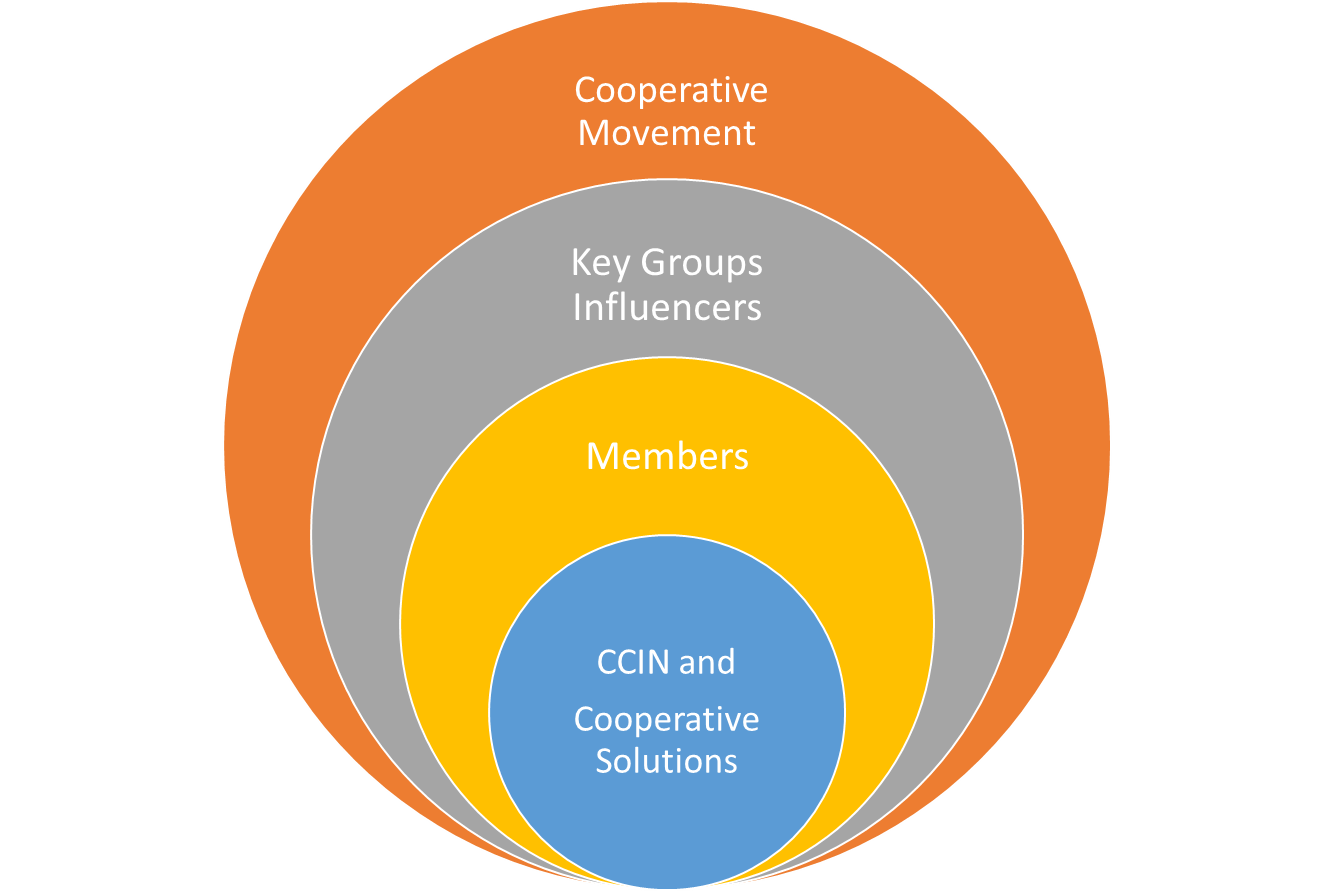 Cooperative
Movement
Key Groups
Influencers
Members
CCIN and
Cooperative
Solutions